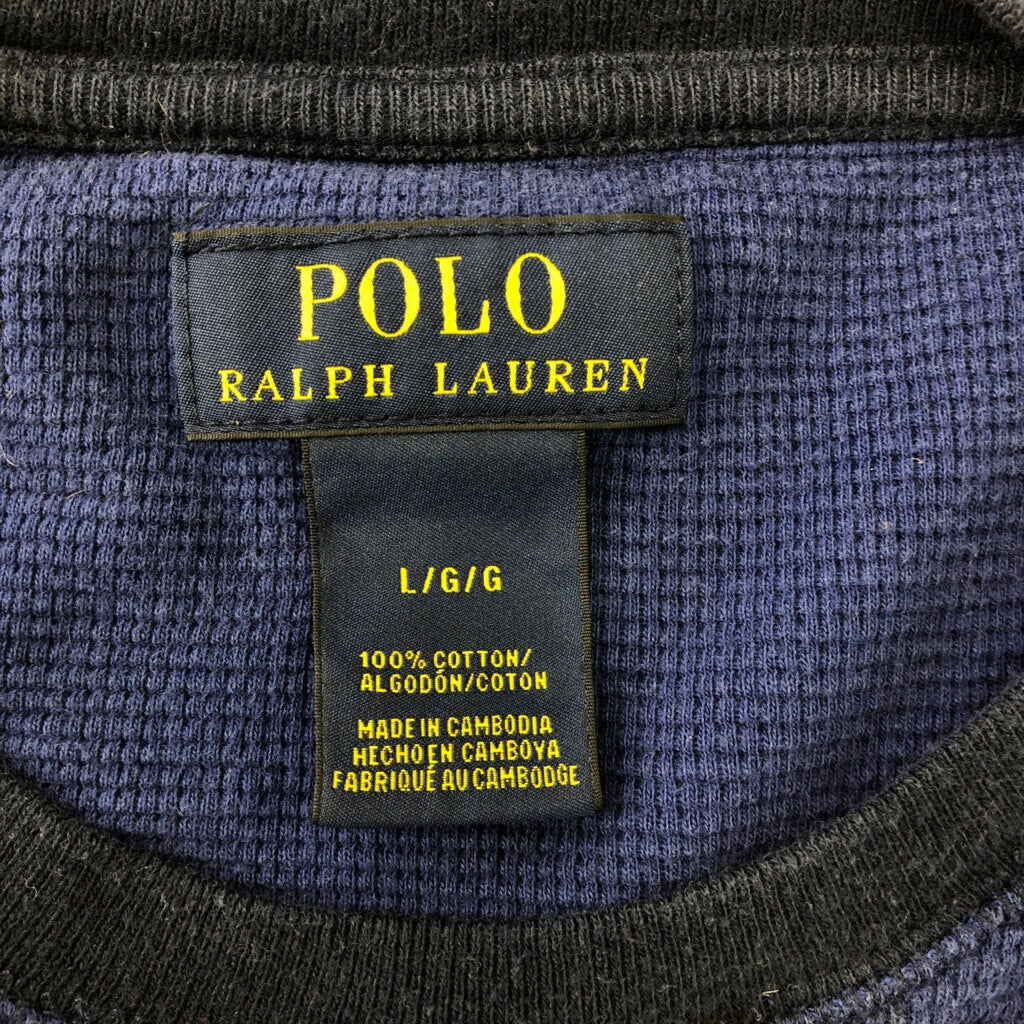 POLO
RALPH LAUREN
L/G/G
100% COTTON/
ALGODÓN/COTON
MADE IN CAMBODIA
HECHO EN CAMBOYA
FABRIQUÉ AU CAMBODGE